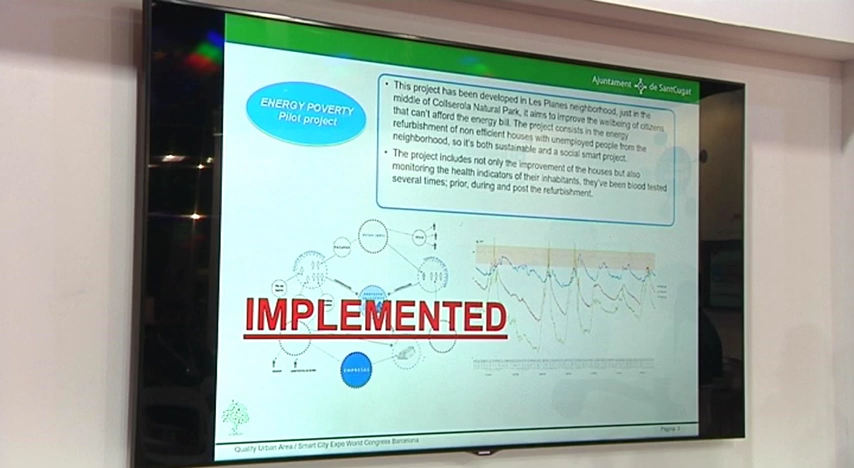 Ajuntament de SantCugat
ENERGY POVERTY
Pilot project
• This project has been developed in Les Planes neighborhood, just in the
middle of Collserola Natural Park, it aims to improve the wellbeing of citizens
that can't afford the energy bill. The project consists in the energy
refurbishment of non efficient houses with unemployed people from the
neighborhood, so it's both sustainable and a social smart project.
• The project includes not only the improvement of the houses but also
monitoring the health indicators of their inhabitants, they've been blood tested
several times; prior, during and post the refurbishment.
IMPLEMENTED
EMPRESES
Quality Urban Area / Smart City Expo World Congress Barcelona